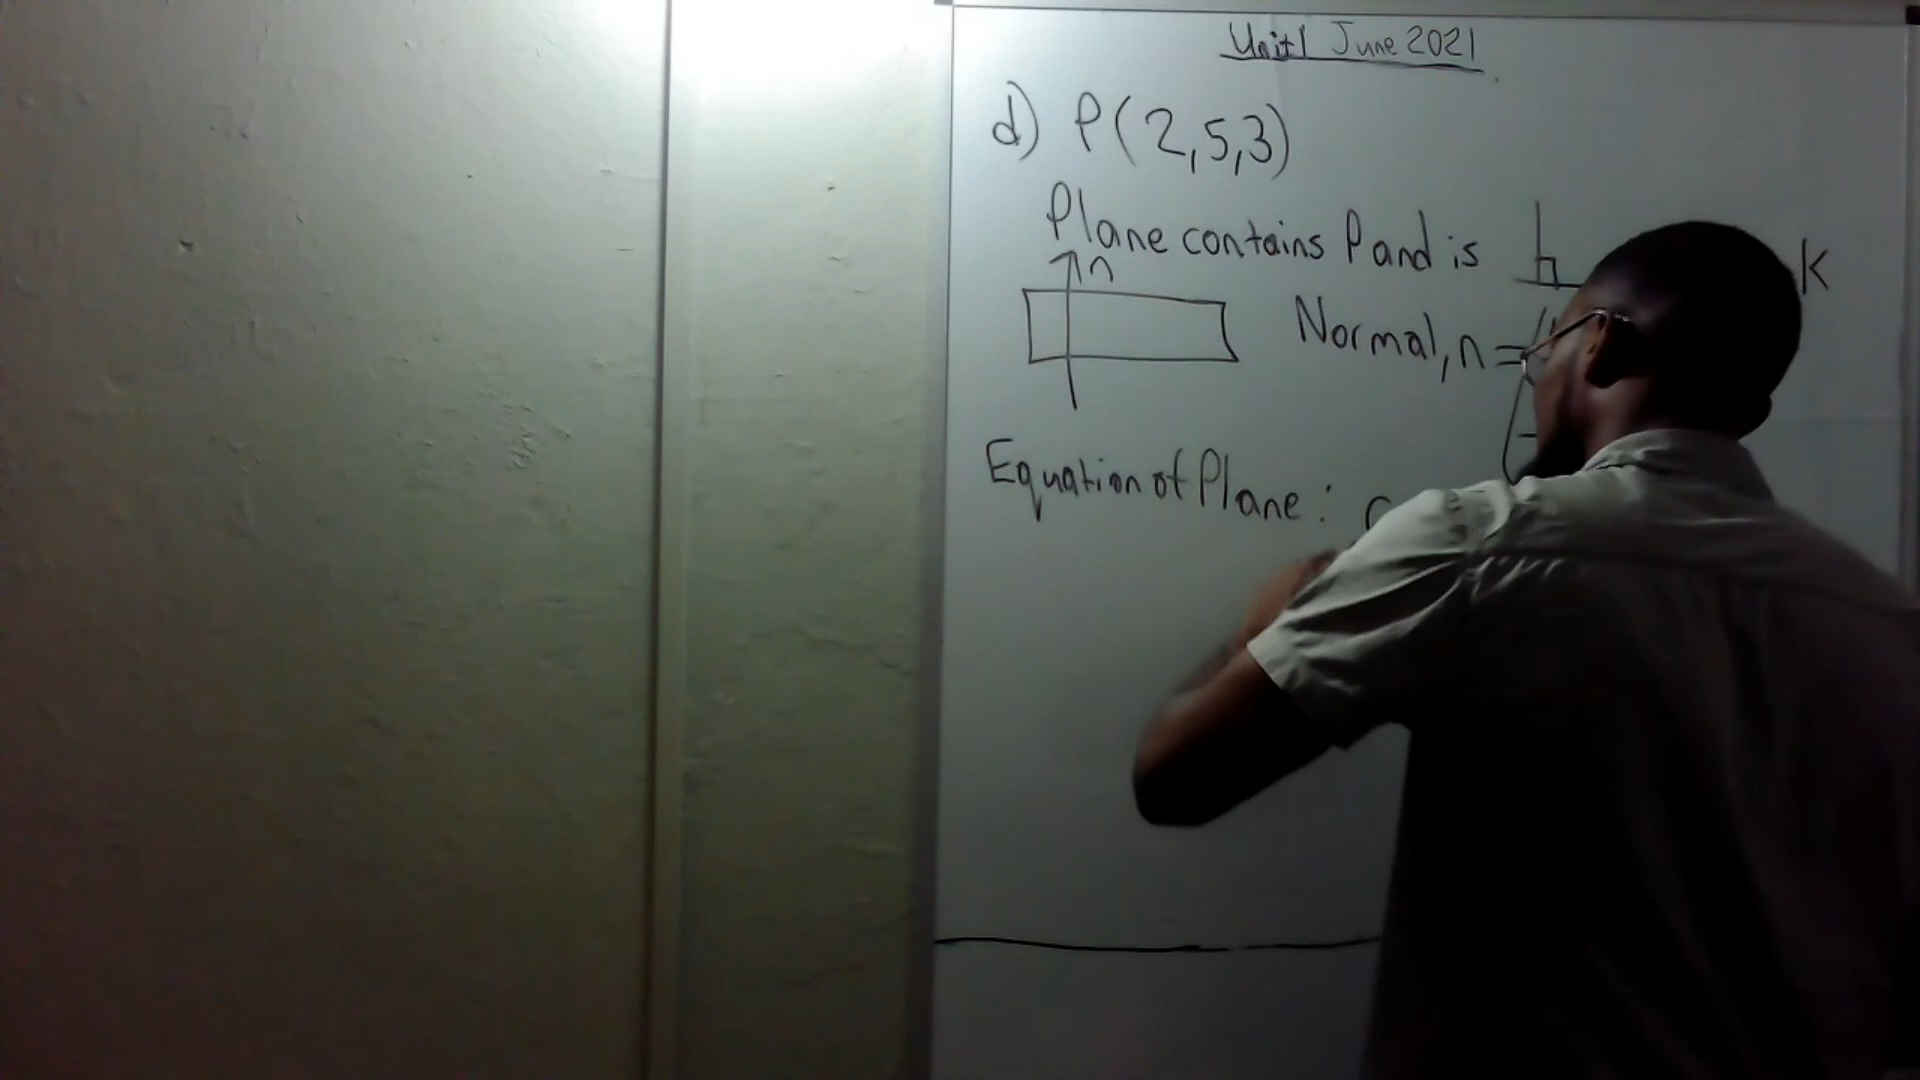 Unit 1 June 2021
d) P(2,5,3)
Plane contains P and is ⊥ k
n
Normal, n =
Equation of Plane :